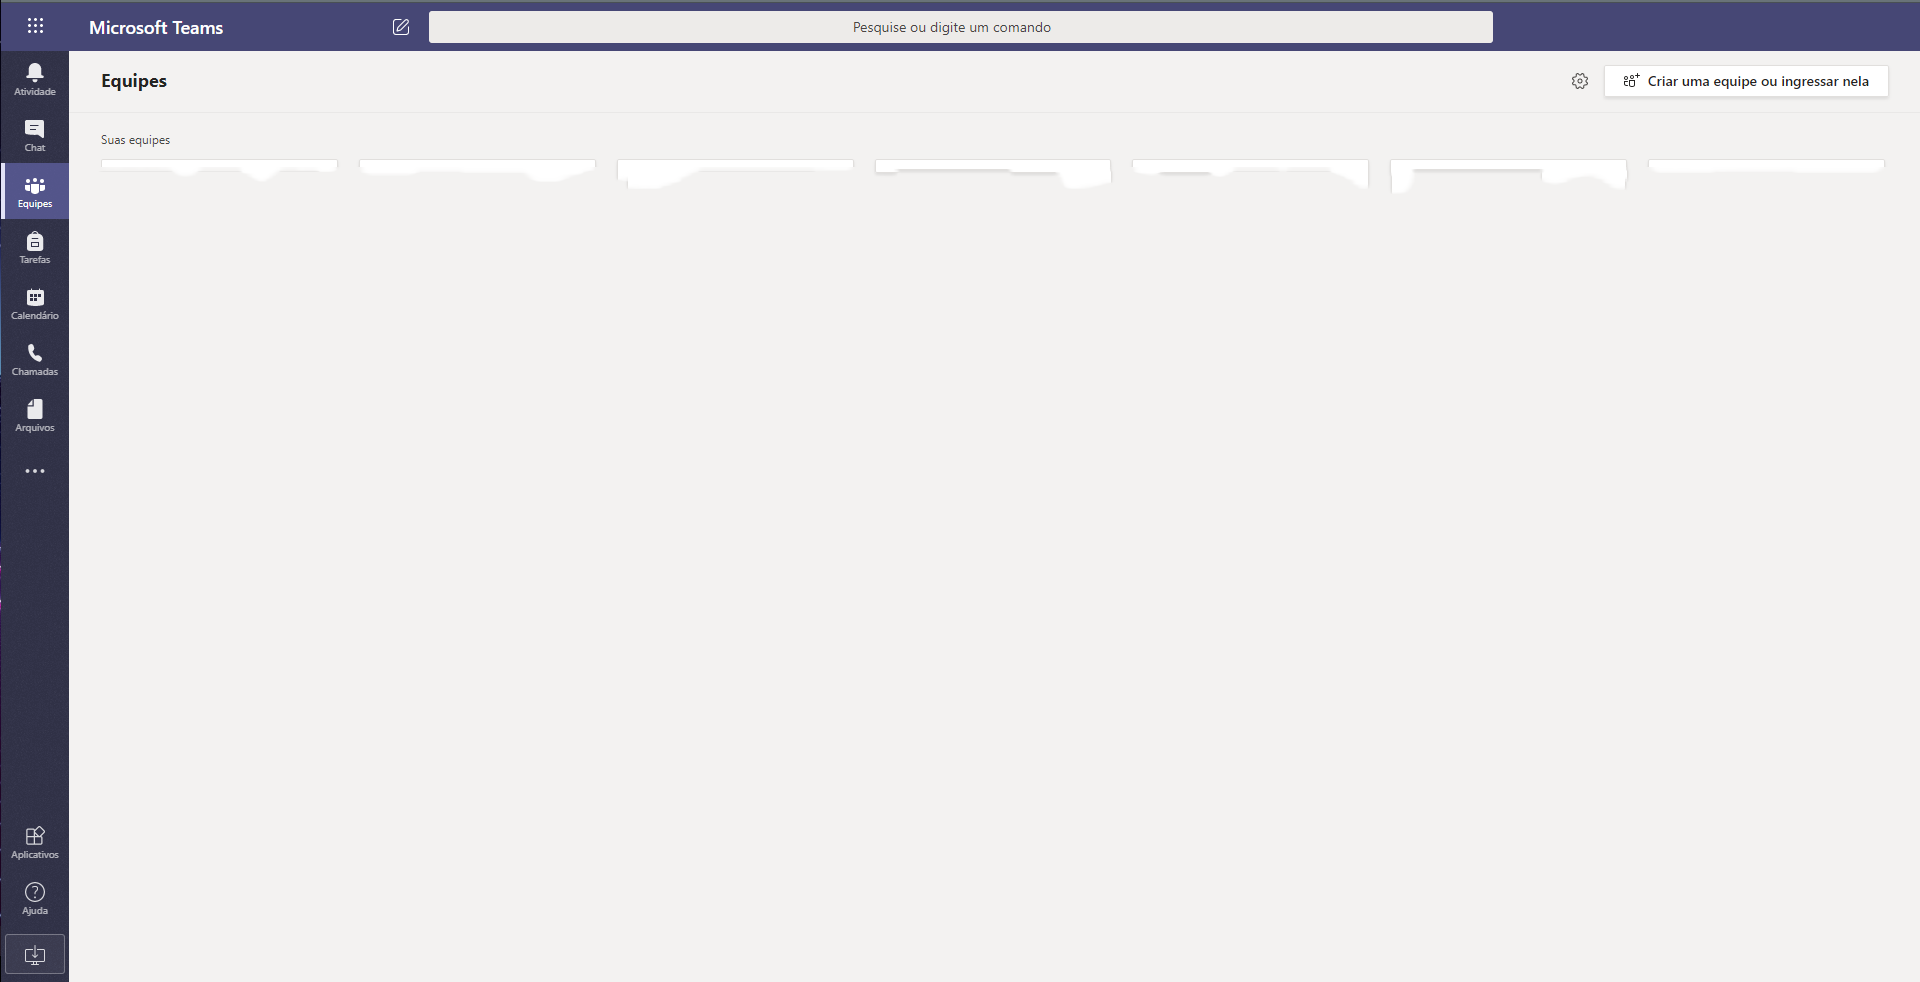 Microsoft Teams
Pesquise ou digite um comando
Equipes
Criar uma equipe ou ingressar nela
Suas equipes
Atividade
Chat
Equipes
Tarefas
Calendário
Chamadas
Arquivos
Aplicativos
Ajuda